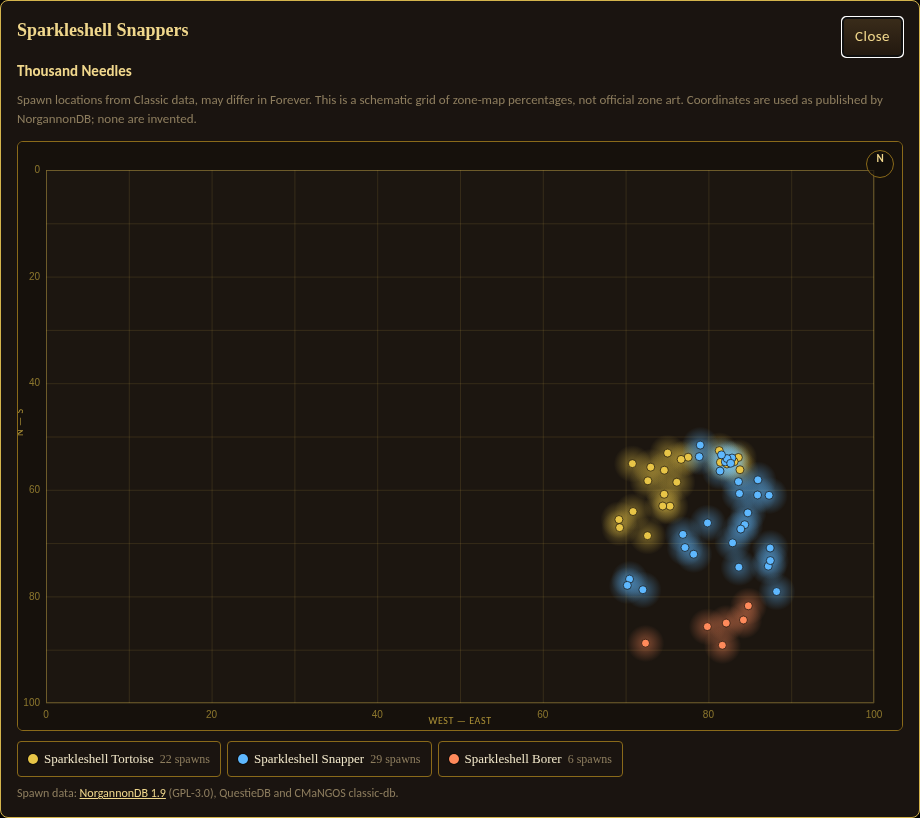 Sparkleshell Snappers
Close
Thousand Needles
Spawn locations from Classic data, may differ in Forever. This is a schematic grid of zone-map percentages, not official zone art. Coordinates are used as published by
NorgannonDB; none are invented.
N
0
20
40
60
80
100
N — S
0
20
40
60
80
100
WEST — EAST
Sparkleshell Tortoise 22 spawns
Sparkleshell Snapper 29 spawns
Sparkleshell Borer 6 spawns
Spawn data: NorgannonDB 1.9 (GPL-3.0), QuestieDB and CMaNGOS classic-db.